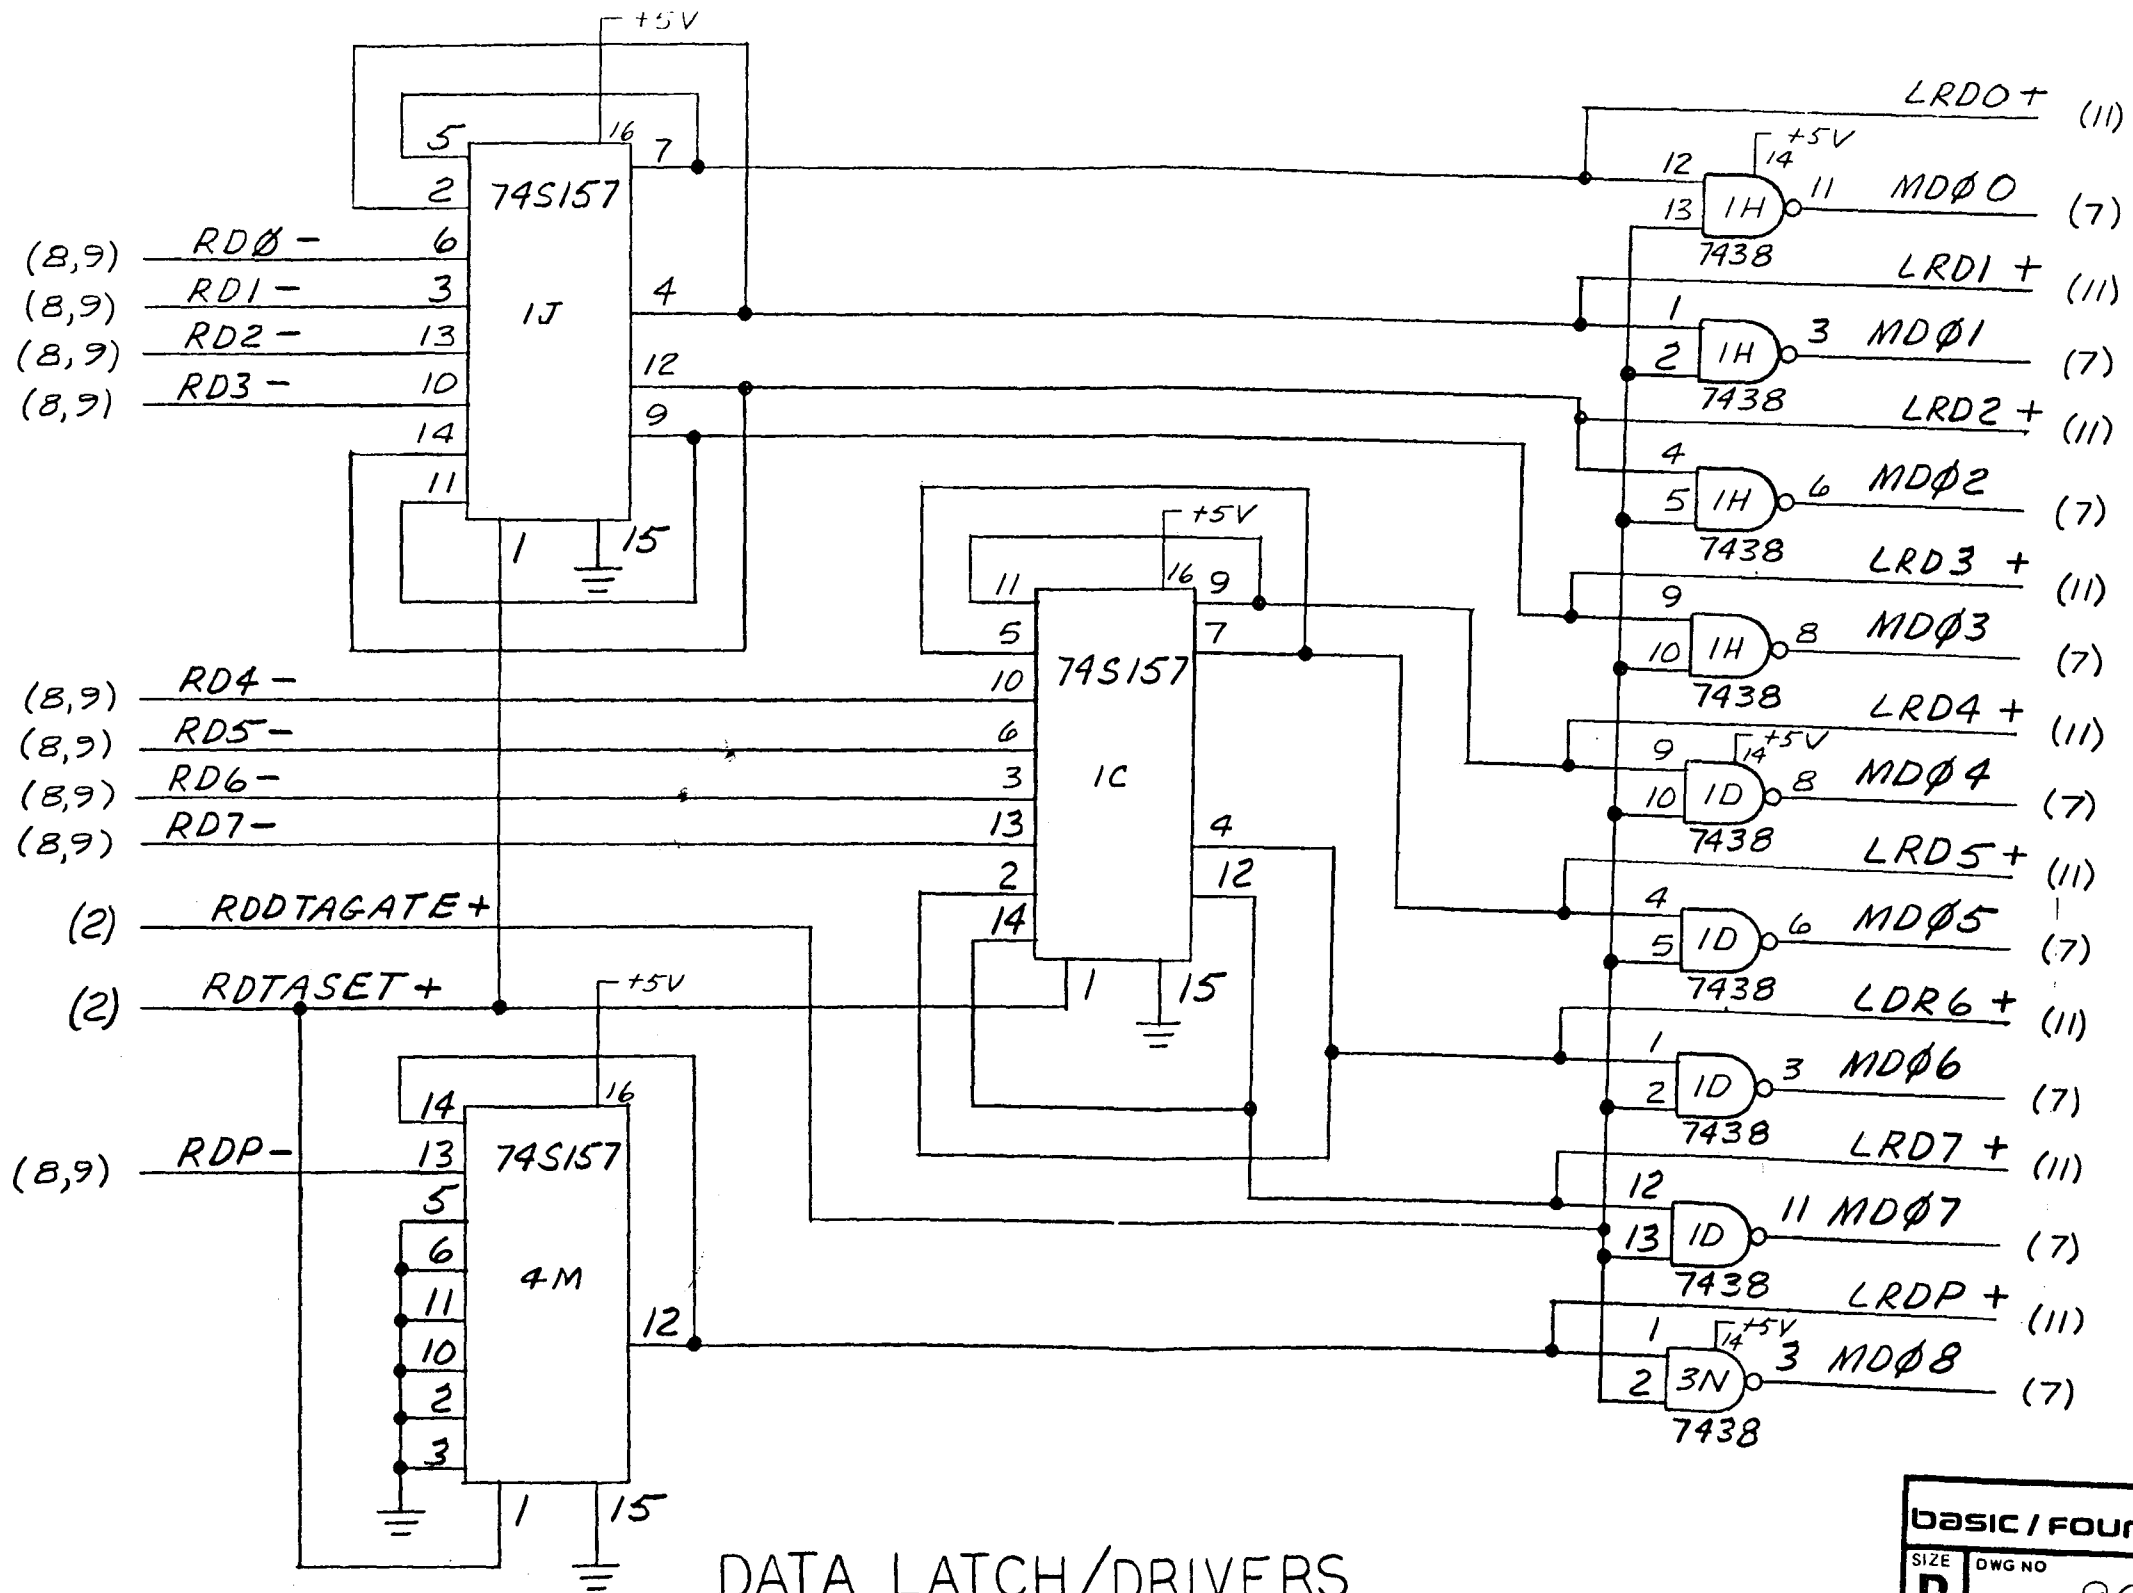 +5V
16
5
7
2
74S157
(8,9) RDØ- 6
(8,9) RD1- 3
4
1J
(8,9) RD2- 13
12
(8,9) RD3- 10
9
14
11
1
15
+5V
16
11
9
5
7
74S157
(8,9) RD4- 10
(8,9) RD5- 6
(8,9) RD6- 3
1C
(8,9) RD7- 13
4
2
12
14
1
15
(2) RDDTAGATE+
(2) RDTASET+
+5V
16
14
74S157
(8,9) RDP- 13
5
6
4M
11
12
10
2
3
1
15
LRD0+ (11)
+5V
14
12
13
1H
11
MDØ0 (7)
7438
LRD1+ (11)
1
2
1H
3
MDØ1 (7)
7438
LRD2+ (11)
4
5
1H
6
MDØ2 (7)
7438
LRD3+ (11)
9
10
1H
8
MDØ3 (7)
7438
LRD4+ (11)
+5V
14
9
10
1D
8
MDØ4 (7)
7438
LRD5+ (11)
4
5
1D
6
MDØ5 (7)
7438
LDR6+ (11)
1
2
1D
3
MDØ6 (7)
7438
LRD7+ (11)
12
13
1D
11
MDØ7 (7)
7438
LRDP+ (11)
+5V
14
1
2
3N
3
MDØ8 (7)
7438
DATA LATCH/DRIVERS
basic/Four
SIZE
DWG NO